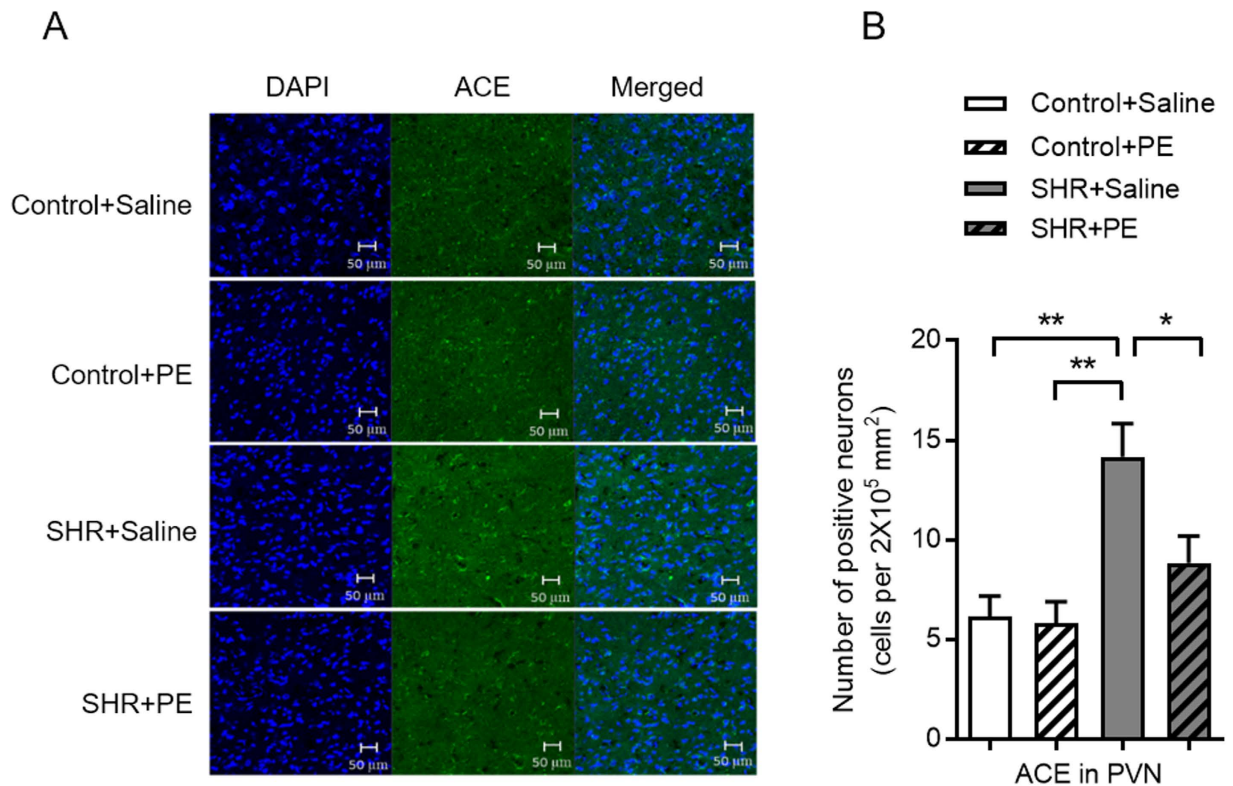 A
DAPI ACE Merged
Control+Saline
50 µm 50 µm 50 µm
Control+PE
50 µm 50 µm 50 µm
SHR+Saline
50 µm 50 µm 50 µm
SHR+PE
50 µm 50 µm 50 µm
B
Control+Saline
Control+PE
SHR+Saline
SHR+PE
** *
**
Number of positive neurons
(cells per 2X10⁵ mm²)
20
15
10
5
0
ACE in PVN